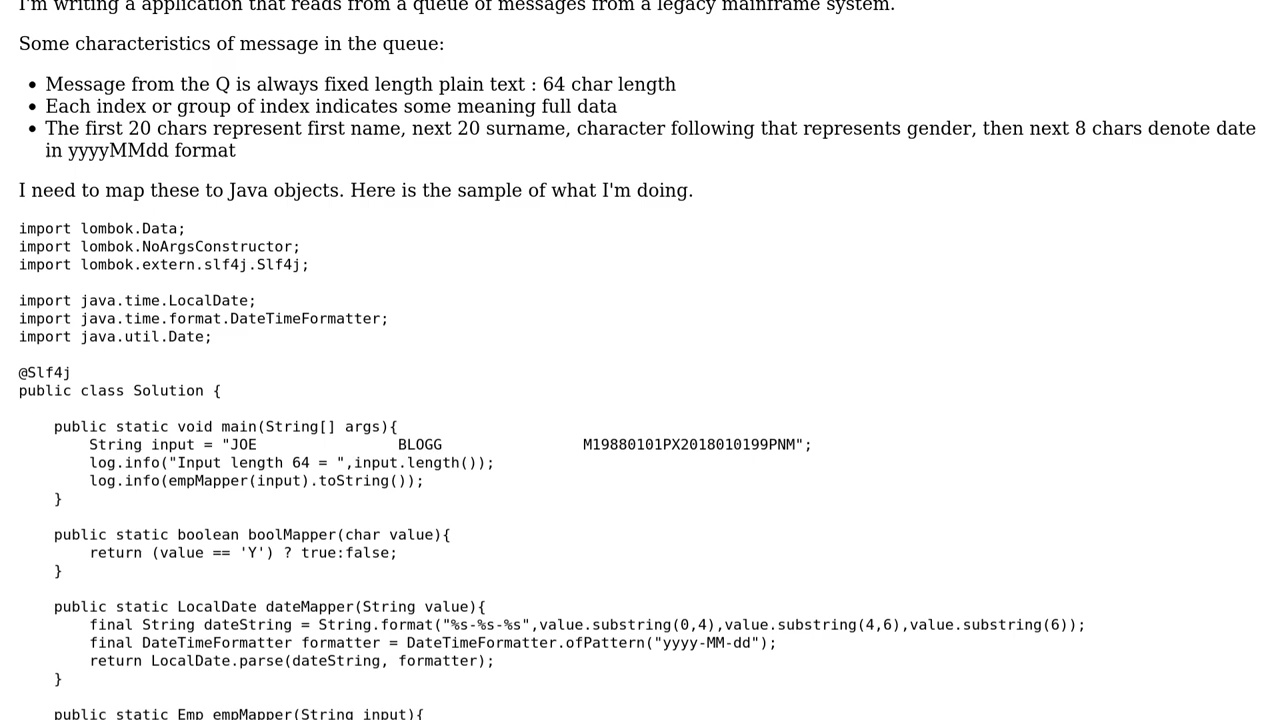 I'm writing a application that reads from a queue of messages from a legacy mainframe system.
Some characteristics of message in the queue:
• Message from the Q is always fixed length plain text : 64 char length
• Each index or group of index indicates some meaning full data
• The first 20 chars represent first name, next 20 surname, character following that represents gender, then next 8 chars denote date
in yyyyMMdd format
I need to map these to Java objects. Here is the sample of what I'm doing.
import lombok.Data;
import lombok.NoArgsConstructor;
import lombok.extern.slf4j.Slf4j;
import java.time.LocalDate;
import java.time.format.DateTimeFormatter;
import java.util.Date;
@Slf4j
public class Solution {
    public static void main(String[] args){
        String input = "JOE                BLOGG                M19880101PX2018010199PNM";
        log.info("Input length 64 = ",input.length());
        log.info(empMapper(input).toString());
    }
    public static boolean boolMapper(char value){
        return (value == 'Y') ? true:false;
    }
    public static LocalDate dateMapper(String value){
        final String dateString = String.format("%s-%s-%s",value.substring(0,4),value.substring(4,6),value.substring(6));
        final DateTimeFormatter formatter = DateTimeFormatter.ofPattern("yyyy-MM-dd");
        return LocalDate.parse(dateString, formatter);
    }
    public static Emp empMapper(String input){